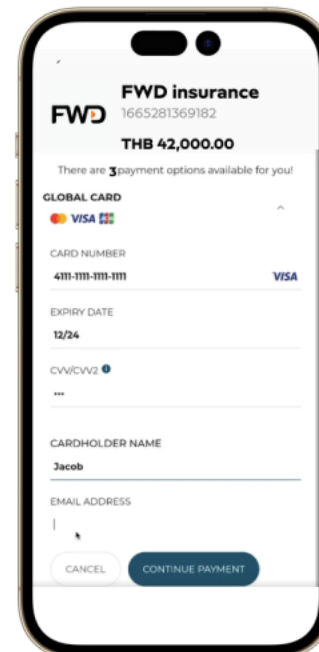 FWD
FWD insurance
1665281369182
THB 42,000.00
There are 3 payment options available for you!
GLOBAL CARD
VISA JCB
CARD NUMBER
4111-1111-1111-1111 VISA
EXPIRY DATE
12/24
CVV/CVV2 i
•••
CARDHOLDER NAME
Jacob
EMAIL ADDRESS
CANCEL CONTINUE PAYMENT